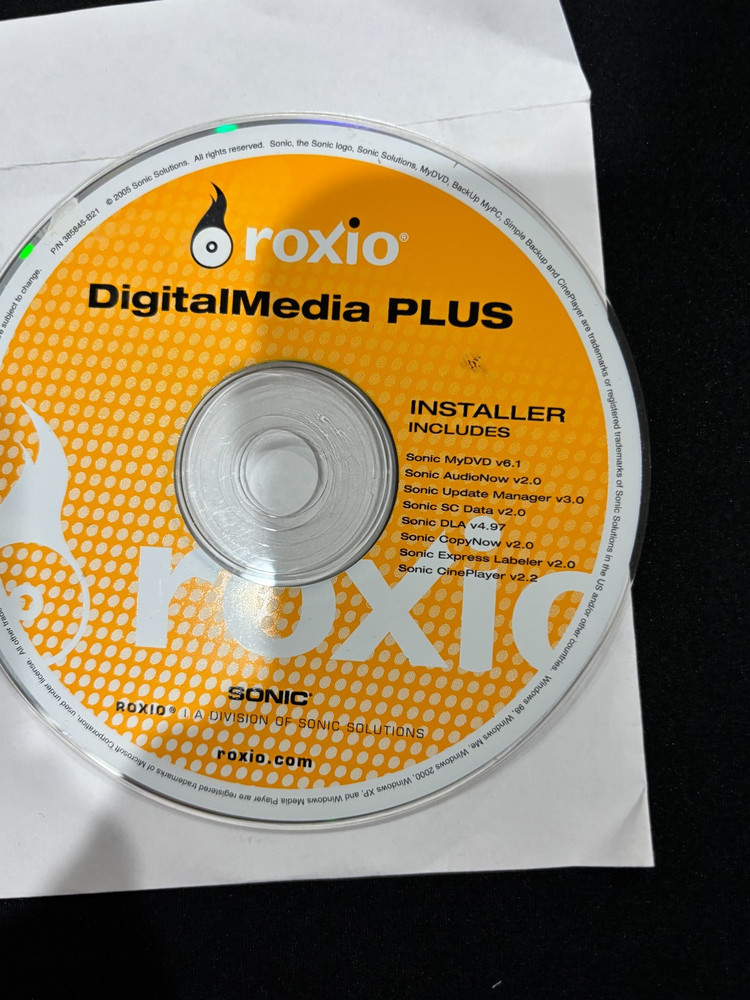 roxio®
DigitalMedia PLUS
INSTALLER
INCLUDES
Sonic MyDVD v6.1
Sonic AudioNow v2.0
Sonic Update Manager v3.0
Sonic SC Data v2.0
Sonic DLA v4.97
Sonic CopyNow v2.0
Sonic Express Labeler v2.0
Sonic CinePlayer v2.2
roxio
SONIC®
ROXIO® | A DIVISION OF SONIC SOLUTIONS
roxio.com
subject to change. P/N 385845-B21 © 2005 Sonic Solutions. All rights reserved. Sonic, the Sonic logo, Sonic Solutions, MyDVD, BackUp MyPC, Simple Backup and CinePlayer are trademarks or registered trademarks of Sonic Solutions in the US and/or other countries. Windows 98, Windows Me, Windows 2000, Windows XP, and Windows Media Player are registered trademarks of Microsoft Corporation, used under license. All other